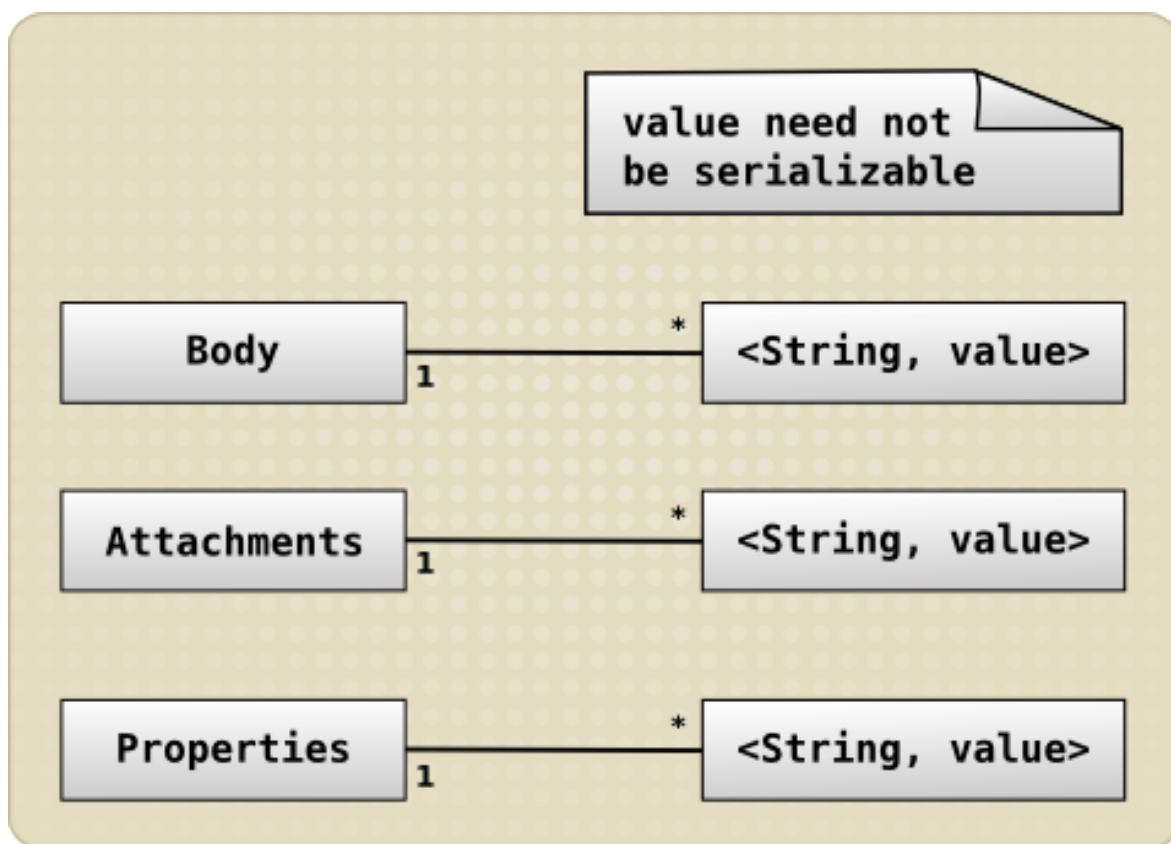 value need not
be serializable
Body
1
*
<String, value>
Attachments
1
*
<String, value>
Properties
1
*
<String, value>